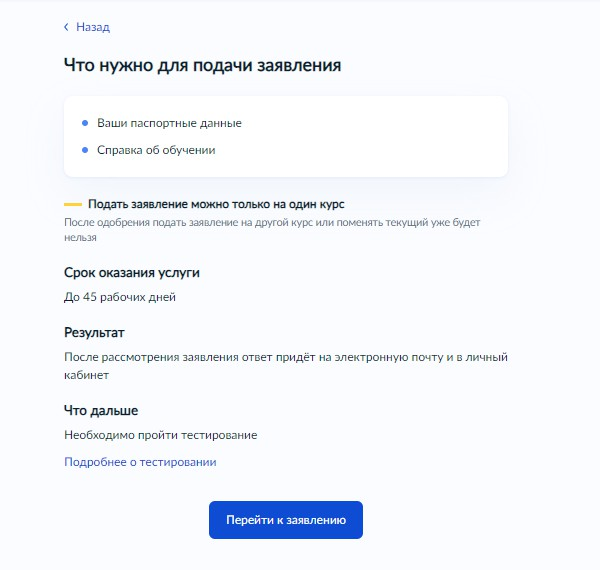 Назад
Что нужно для подачи заявления
Ваши паспортные данные
Справка об обучении
Подать заявление можно только на один курс
После одобрения подать заявление на другой курс или поменять текущий уже будет
нельзя
Срок оказания услуги
До 45 рабочих дней
Результат
После рассмотрения заявления ответ придёт на электронную почту и в личный
кабинет
Что дальше
Необходимо пройти тестирование
Подробнее о тестировании
Перейти к заявлению